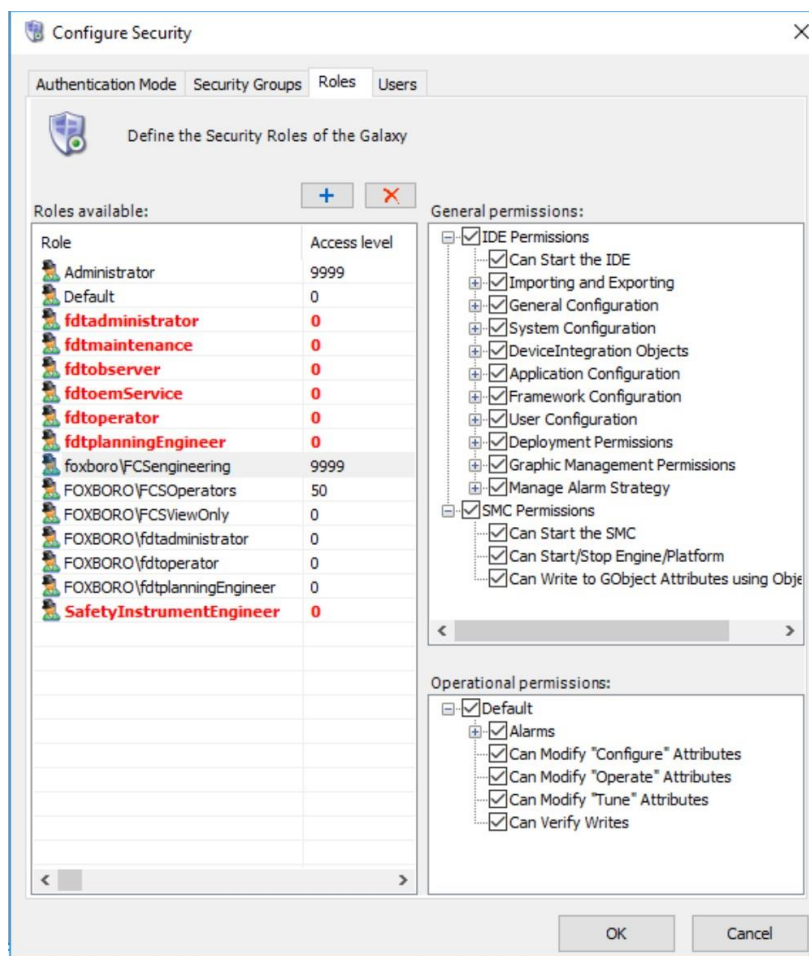 Configure Security
Authentication Mode Security Groups Roles Users
Define the Security Roles of the Galaxy
Roles available:
Role Access level
Administrator 9999
Default 0
fdtadministrator 0
fdtmaintenance 0
fdtobserver 0
fdtoemService 0
fdtoperator 0
fdtplanningEngineer 0
foxboro\FCSengineering 9999
FOXBORO\FCSOperators 50
FOXBORO\FCSViewOnly 0
FOXBORO\fdtadministrator 0
FOXBORO\fdtoperator 0
FOXBORO\fdtplanningEngineer 0
SafetyInstrumentEngineer 0
General permissions:
IDE Permissions
Can Start the IDE
Importing and Exporting
General Configuration
System Configuration
DeviceIntegration Objects
Application Configuration
Framework Configuration
User Configuration
Deployment Permissions
Graphic Management Permissions
Manage Alarm Strategy
SMC Permissions
Can Start the SMC
Can Start/Stop Engine/Platform
Can Write to GObject Attributes using Obje
Operational permissions:
Default
Alarms
Can Modify "Configure" Attributes
Can Modify "Operate" Attributes
Can Modify "Tune" Attributes
Can Verify Writes
OK Cancel